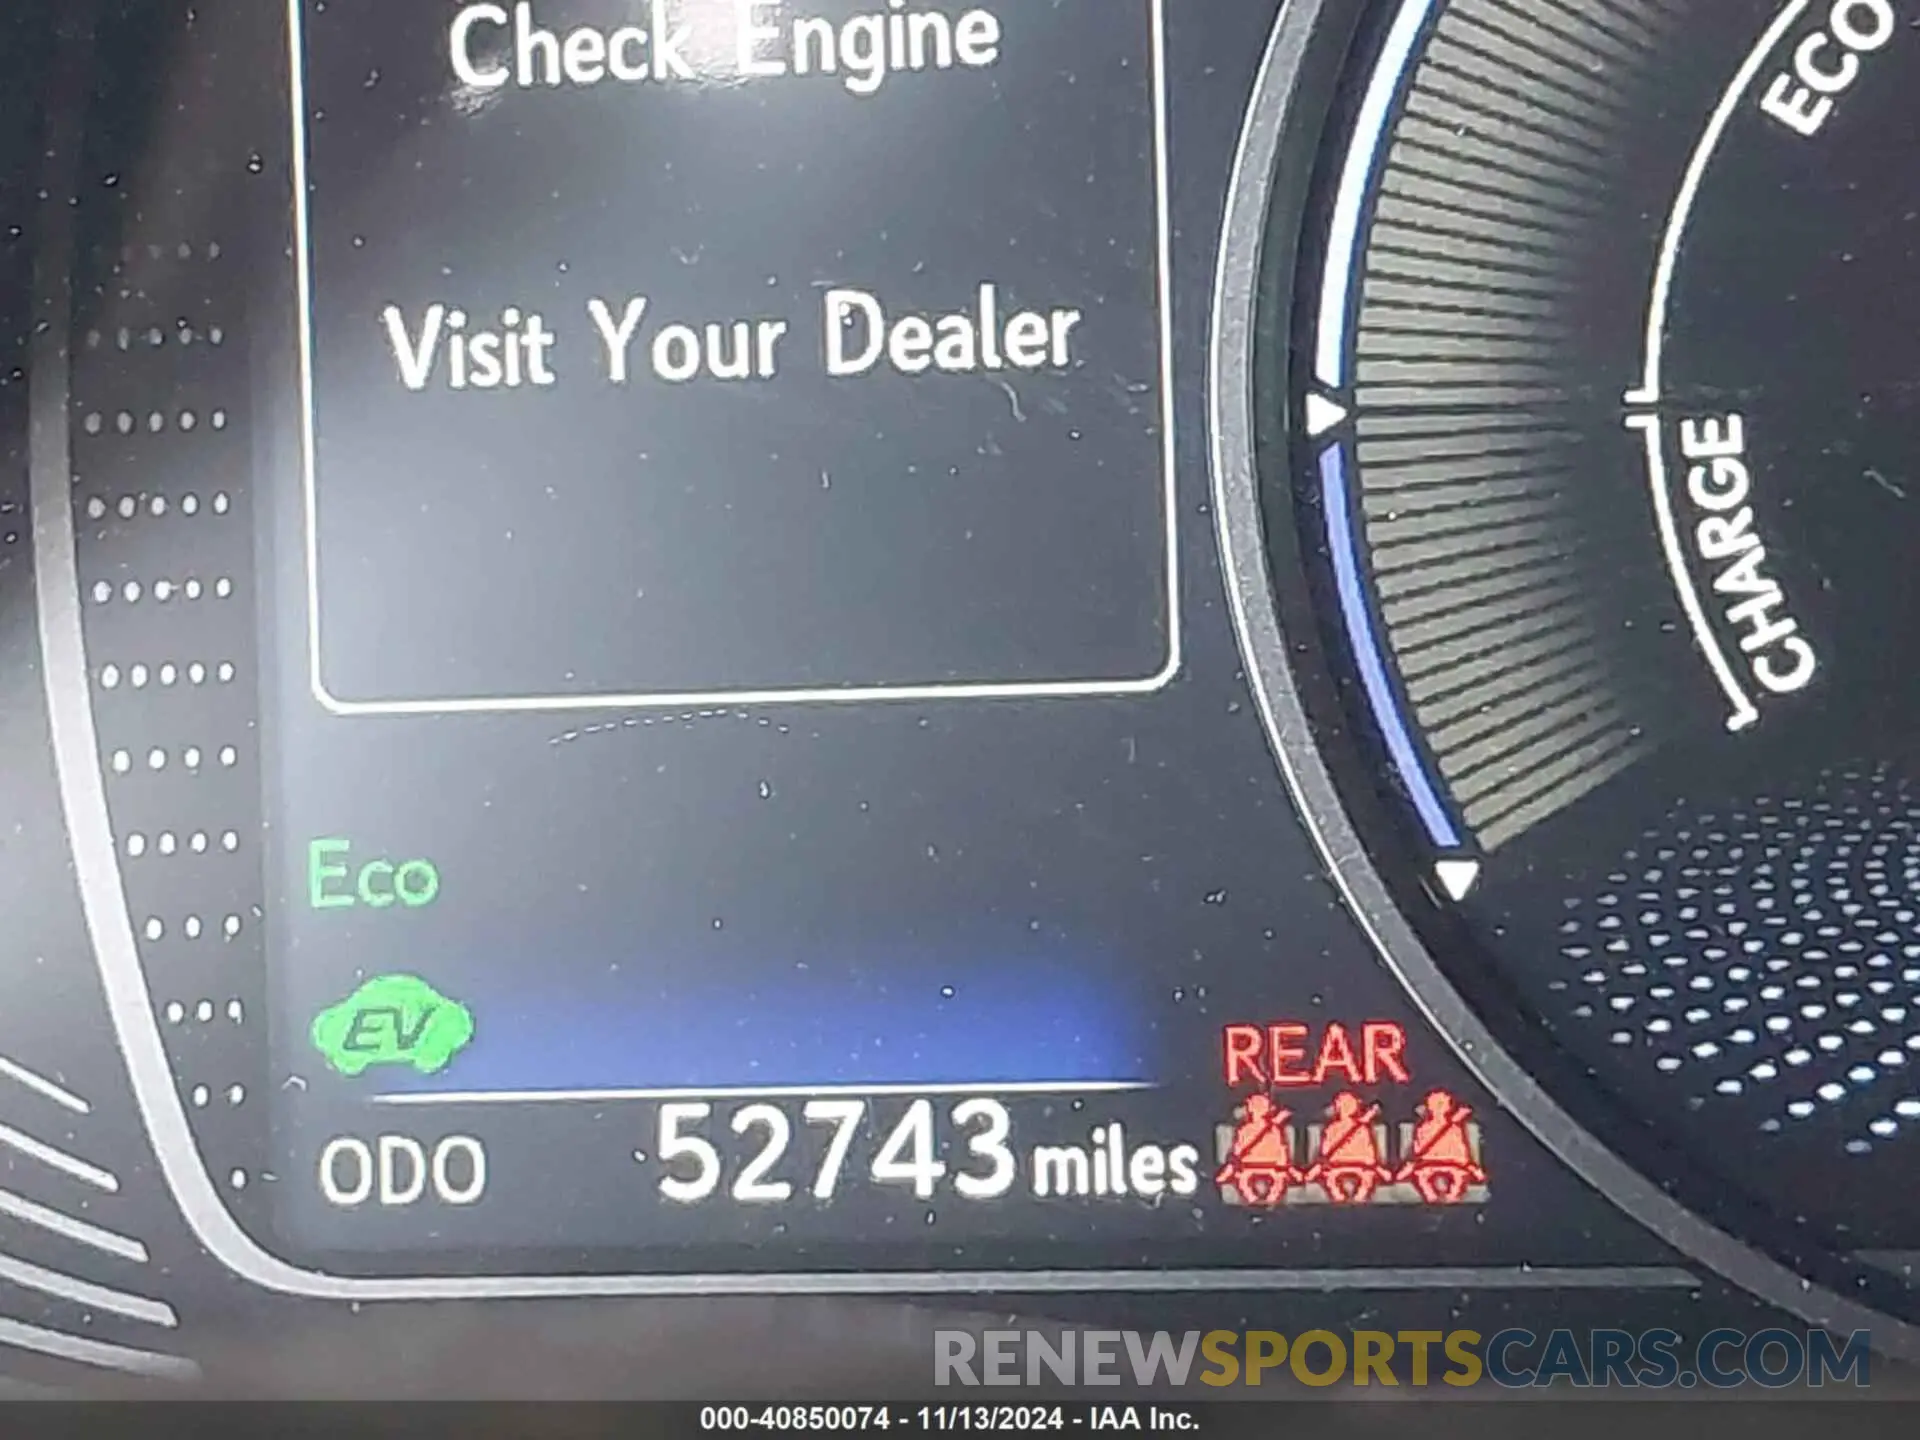 Check Engine
ECO
Visit Your Dealer
CHARGE
Eco
EV
REAR
ODO 52743 miles
RENEWSPORTSCARS.COM
000-40850074 - 11/13/2024 - IAA Inc.